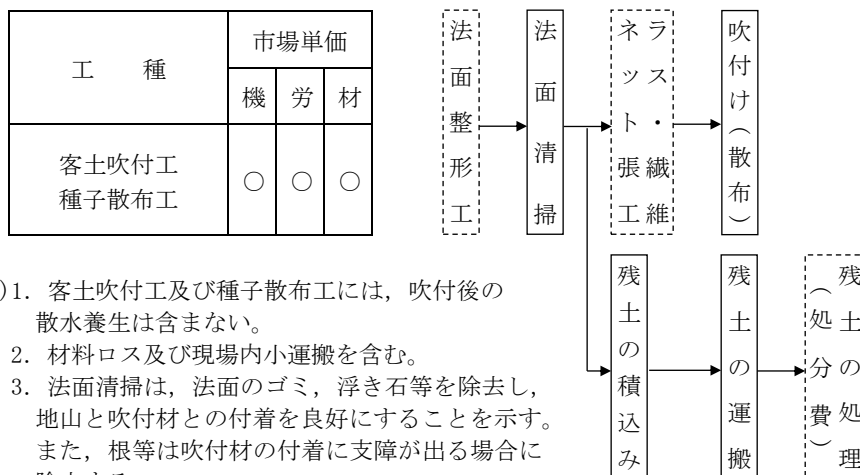 工 種
市場単価
機 労 材
客土吹付工
種子散布工
○ ○ ○
法面整形工
法面清掃
ラス・繊維
ネット張工
吹付け(散布)
残土の積込み
残土の運搬
残土の処理
(処分費)
)1. 客土吹付工及び種子散布工には,吹付後の
散水養生は含まない。
2. 材料ロス及び現場内小運搬を含む。
3. 法面清掃は,法面のゴミ,浮き石等を除去し,
地山と吹付材との付着を良好にすることを示す。
また,根等は吹付材の付着に支障が出る場合に